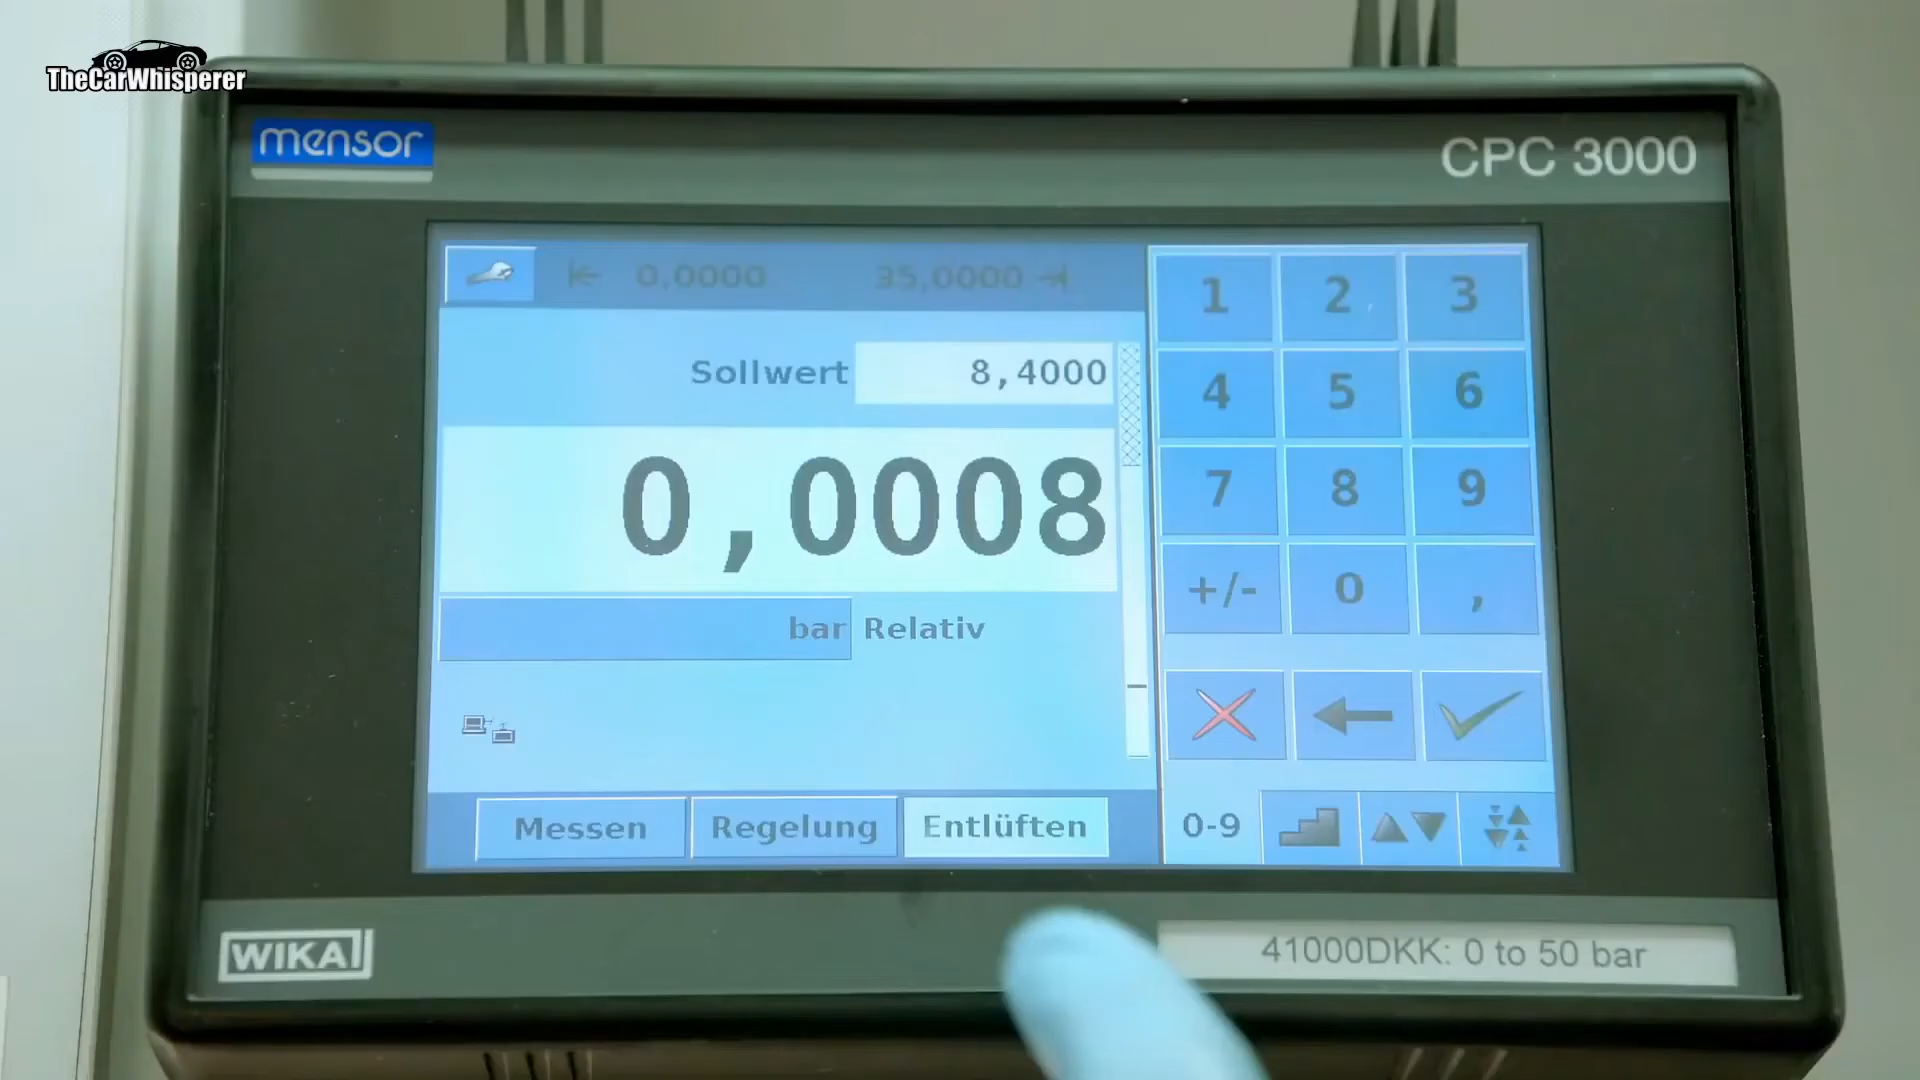 TheCarWhisperer
mensor
CPC 3000
0,0000 35,0000
Sollwert 8,4000
0,0008
bar Relativ
1 2 3
4 5 6
7 8 9
+/- 0 ,
Messen Regelung Entlüften
0-9
WIKA
41000DKK: 0 to 50 bar